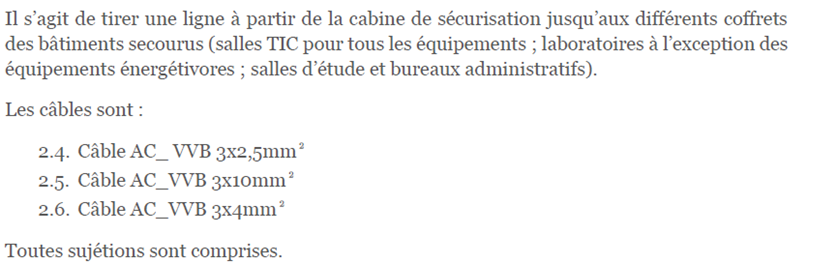 Il s’agit de tirer une ligne à partir de la cabine de sécurisation jusqu’aux différents coffrets
des bâtiments secourus (salles TIC pour tous les équipements ; laboratoires à l’exception des
équipements énergétivores ; salles d’étude et bureaux administratifs).
Les câbles sont :
2.4. Câble AC_ VVB 3x2,5mm²
2.5. Câble AC_VVB 3x10mm²
2.6. Câble AC_VVB 3x4mm²
Toutes sujétions sont comprises.